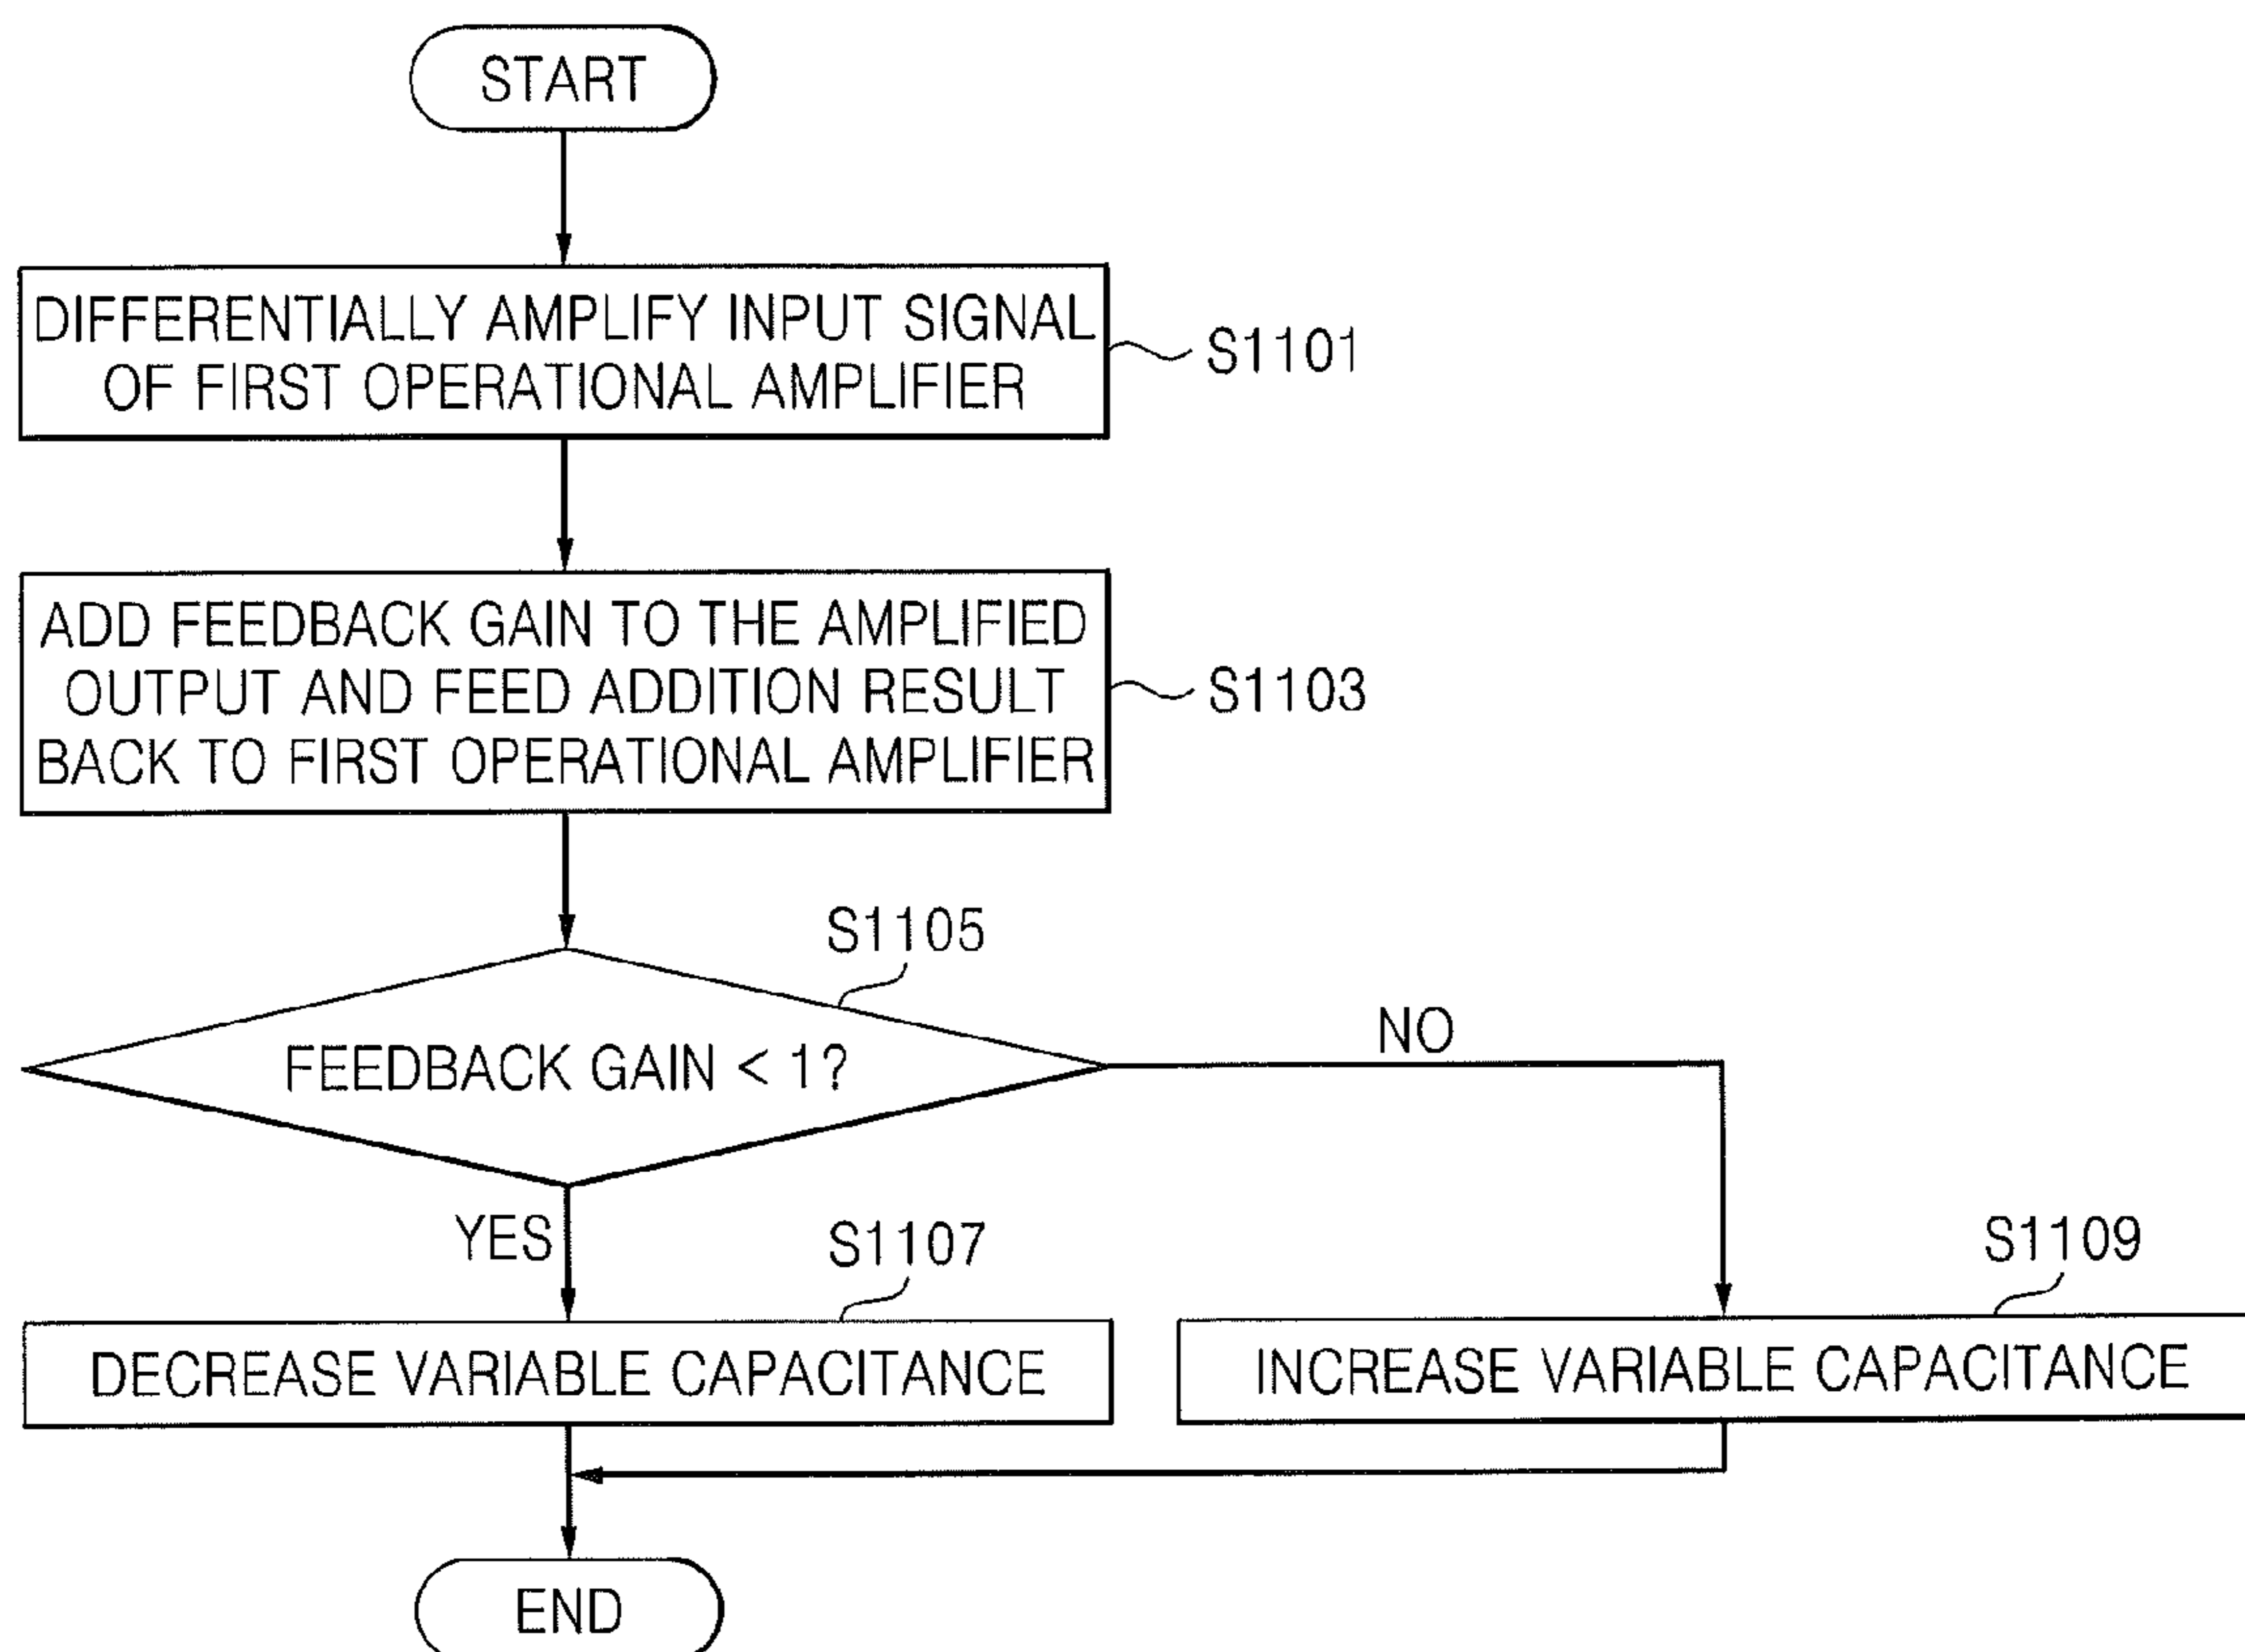 START
DIFFERENTIALLY AMPLIFY INPUT SIGNAL
OF FIRST OPERATIONAL AMPLIFIER
S1101
ADD FEEDBACK GAIN TO THE AMPLIFIED
OUTPUT AND FEED ADDITION RESULT
BACK TO FIRST OPERATIONAL AMPLIFIER
S1103
S1105
FEEDBACK GAIN < 1?
NO
YES
S1107
S1109
DECREASE VARIABLE CAPACITANCE
INCREASE VARIABLE CAPACITANCE
END